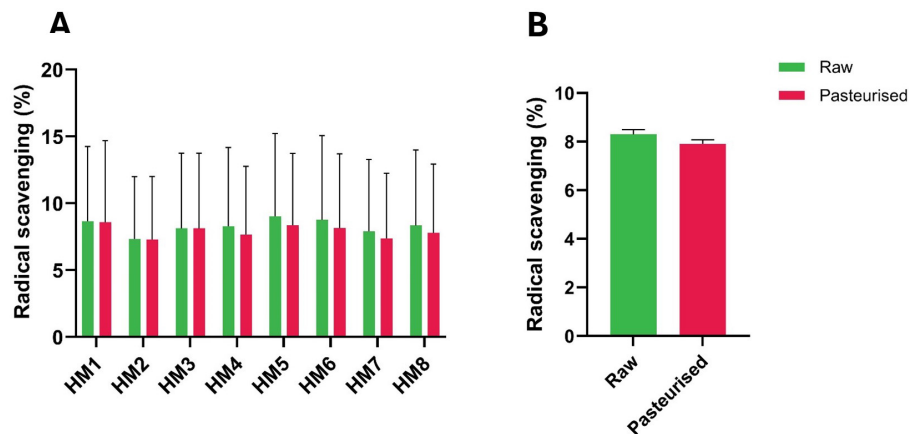 A
Radical scavenging (%)
20
15
10
5
0
HM1
HM2
HM3
HM4
HM5
HM6
HM7
HM8
B
Radical scavenging (%)
10
8
6
4
2
0
Raw
Pasteurised
Raw
Pasteurised